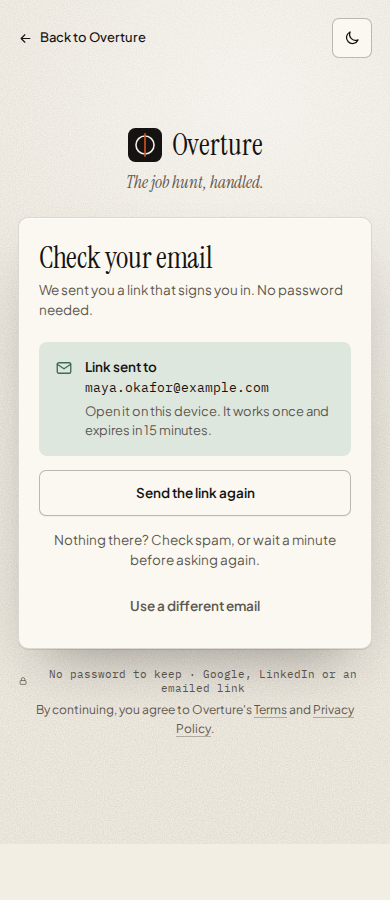 ← Back to Overture
Overture
The job hunt, handled.
Check your email
We sent you a link that signs you in. No password
needed.
Link sent to
maya.okafor@example.com
Open it on this device. It works once and
expires in 15 minutes.
Send the link again
Nothing there? Check spam, or wait a minute
before asking again.
Use a different email
No password to keep · Google, LinkedIn or an
emailed link
By continuing, you agree to Overture's Terms and Privacy
Policy.